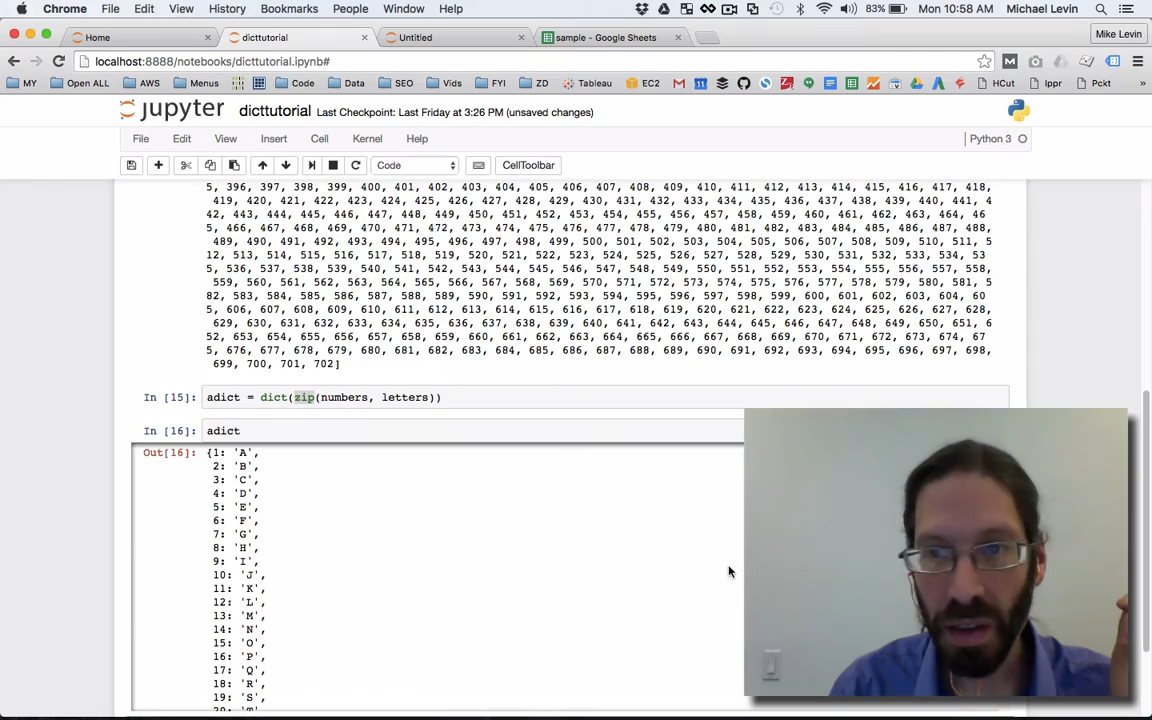 Chrome File Edit View History Bookmarks People Window Help 83% Mon 10:58 AM Michael Levin
Home dicttutorial Untitled sample - Google Sheets Mike Levin
localhost:8888/notebooks/dicttutorial.ipynb#
MY Open ALL AWS Menus Code Data SEO Vids FYI ZD Tableau EC2 HCut Ippr Pckt »
jupyter dicttutorial Last Checkpoint: Last Friday at 3:26 PM (unsaved changes)
File Edit View Insert Cell Kernel Help Python 3
Code CellToolbar
5, 396, 397, 398, 399, 400, 401, 402, 403, 404, 405, 406, 407, 408, 409, 410, 411, 412, 413, 414, 415, 416, 417, 418,
419, 420, 421, 422, 423, 424, 425, 426, 427, 428, 429, 430, 431, 432, 433, 434, 435, 436, 437, 438, 439, 440, 441, 4
42, 443, 444, 445, 446, 447, 448, 449, 450, 451, 452, 453, 454, 455, 456, 457, 458, 459, 460, 461, 462, 463, 464, 46
5, 466, 467, 468, 469, 470, 471, 472, 473, 474, 475, 476, 477, 478, 479, 480, 481, 482, 483, 484, 485, 486, 487, 488,
489, 490, 491, 492, 493, 494, 495, 496, 497, 498, 499, 500, 501, 502, 503, 504, 505, 506, 507, 508, 509, 510, 511, 5
12, 513, 514, 515, 516, 517, 518, 519, 520, 521, 522, 523, 524, 525, 526, 527, 528, 529, 530, 531, 532, 533, 534, 53
5, 536, 537, 538, 539, 540, 541, 542, 543, 544, 545, 546, 547, 548, 549, 550, 551, 552, 553, 554, 555, 556, 557, 558,
559, 560, 561, 562, 563, 564, 565, 566, 567, 568, 569, 570, 571, 572, 573, 574, 575, 576, 577, 578, 579, 580, 581, 5
82, 583, 584, 585, 586, 587, 588, 589, 590, 591, 592, 593, 594, 595, 596, 597, 598, 599, 600, 601, 602, 603, 604, 60
5, 606, 607, 608, 609, 610, 611, 612, 613, 614, 615, 616, 617, 618, 619, 620, 621, 622, 623, 624, 625, 626, 627, 628,
629, 630, 631, 632, 633, 634, 635, 636, 637, 638, 639, 640, 641, 642, 643, 644, 645, 646, 647, 648, 649, 650, 651, 6
52, 653, 654, 655, 656, 657, 658, 659, 660, 661, 662, 663, 664, 665, 666, 667, 668, 669, 670, 671, 672, 673, 674, 67
5, 676, 677, 678, 679, 680, 681, 682, 683, 684, 685, 686, 687, 688, 689, 690, 691, 692, 693, 694, 695, 696, 697, 698,
699, 700, 701, 702]
In [15]: adict = dict(zip(numbers, letters))
In [16]: adict
Out[16]: {1: 'A',
2: 'B',
3: 'C',
4: 'D',
5: 'E',
6: 'F',
7: 'G',
8: 'H',
9: 'I',
10: 'J',
11: 'K',
12: 'L',
13: 'M',
14: 'N',
15: 'O',
16: 'P',
17: 'Q',
18: 'R',
19: 'S',